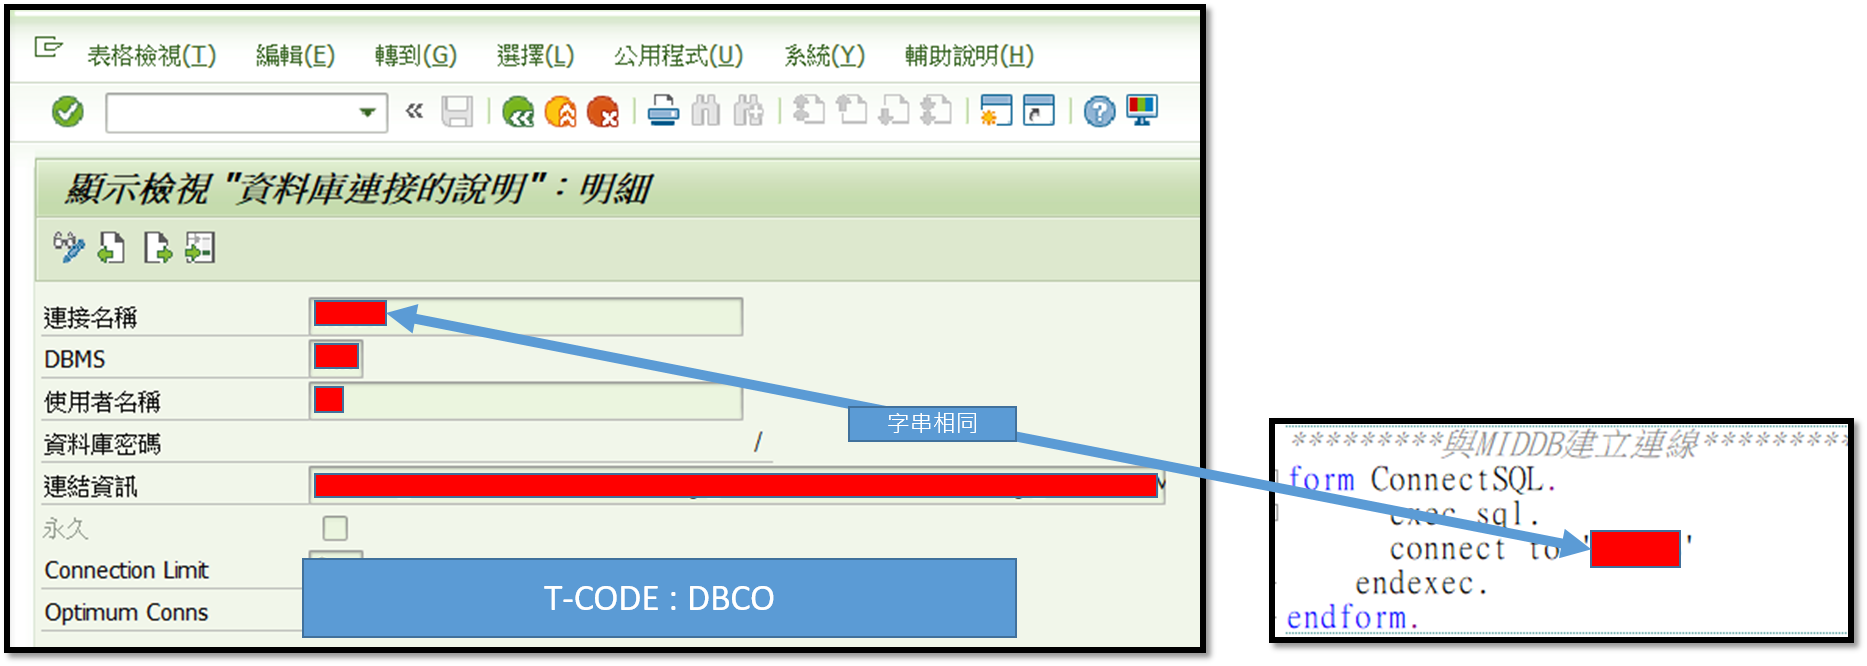 表格檢視(T) 編輯(E) 轉到(G) 選擇(L) 公用程式(U) 系統(Y) 輔助說明(H)
顯示檢視 "資料庫連接的說明"：明細
連接名稱
DBMS
使用者名稱
資料庫密碼 /
連結資訊
永久
Connection Limit
Optimum Conns
T-CODE : DBCO
字串相同
*********與MIDDB建立連線*********
form ConnectSQL.
exec sql.
connect to ' '
endexec.
endform.